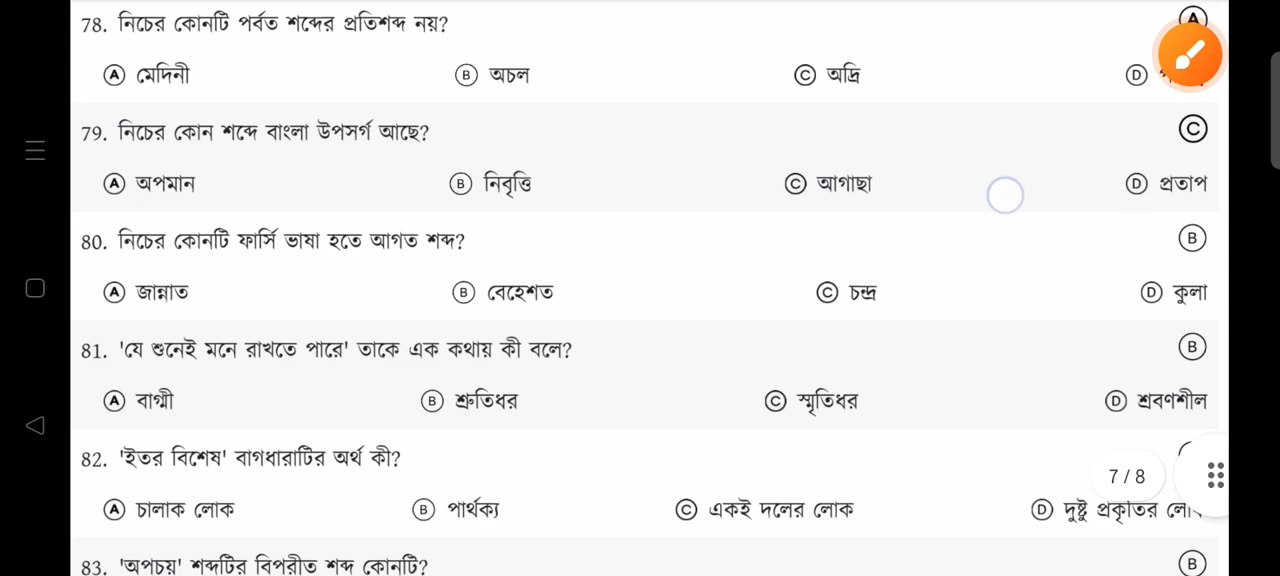 78. নিচের কোনটি পর্বত শব্দের প্রতিশব্দ নয়? A
A মেদিনী B অচল C অদ্রি D
79. নিচের কোন শব্দে বাংলা উপসর্গ আছে? C
A অপমান B নিবৃত্তি C আগাছা D প্রতাপ
80. নিচের কোনটি ফার্সি ভাষা হতে আগত শব্দ? B
A জান্নাত B বেহেশত C চন্দ্র D কুলা
81. 'যে শুনেই মনে রাখতে পারে' তাকে এক কথায় কী বলে? B
A বাগ্মী B শ্রুতিধর C স্মৃতিধর D শ্রবণশীল
82. 'ইতর বিশেষ' বাগধারাটির অর্থ কী?
7 / 8
A চালাক লোক B পার্থক্য C একই দলের লোক D দুষ্টু প্রকৃতির
83. 'অপচয়' শব্দটির বিপরীত শব্দ কোনটি? B